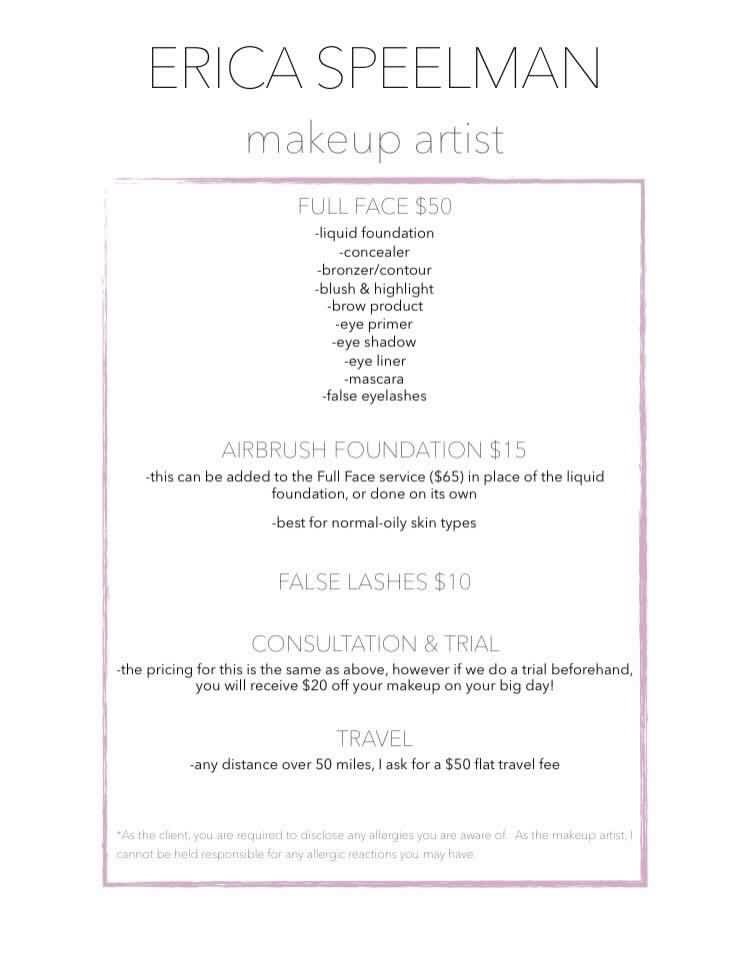 ERICA SPEELMAN
makeup artist
FULL FACE $50
-liquid foundation
-concealer
-bronzer/contour
-blush & highlight
-brow product
-eye primer
-eye shadow
-eye liner
-mascara
-false eyelashes
AIRBRUSH FOUNDATION $15
-this can be added to the Full Face service ($65) in place of the liquid
foundation, or done on its own
-best for normal-oily skin types
FALSE LASHES $10
CONSULTATION & TRIAL
-the pricing for this is the same as above, however if we do a trial beforehand,
you will receive $20 off your makeup on your big day!
TRAVEL
-any distance over 50 miles, I ask for a $50 flat travel fee
*As the client, you are required to disclose any allergies you are aware of. As the makeup artist, I
cannot be held responsible for any allergic reactions you may have.